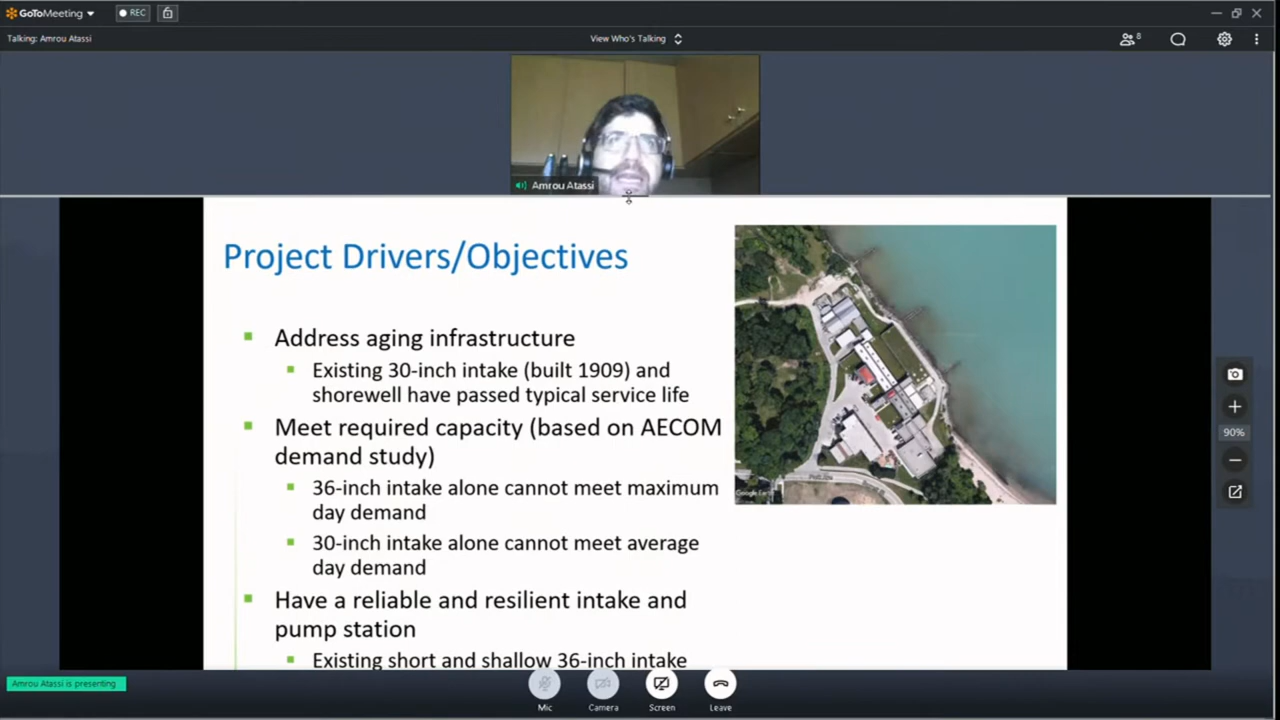 GoToMeeting
REC
Talking: Amrou Atassi
View Who's Talking
8
Amrou Atassi
Project Drivers/Objectives
Address aging infrastructure
Existing 30-inch intake (built 1909) and
shorewell have passed typical service life
Meet required capacity (based on AECOM
demand study)
36-inch intake alone cannot meet maximum
day demand
30-inch intake alone cannot meet average
day demand
Have a reliable and resilient intake and
pump station
Existing short and shallow 36-inch intake
Google Earth
90%
Amrou Atassi is presenting
Mic
Camera
Screen
Leave